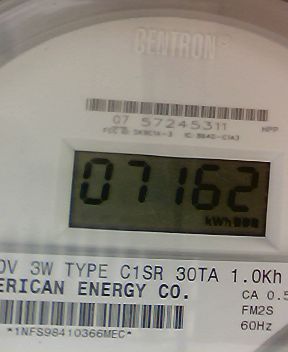 CENTRON®
07 57245311
HPP
07162
kWh
0V 3W TYPE C1SR 30TA 1.0Kh
ERICAN ENERGY CO.
CA 0.5
FM2S
60Hz
*1NFS98410366MEC*